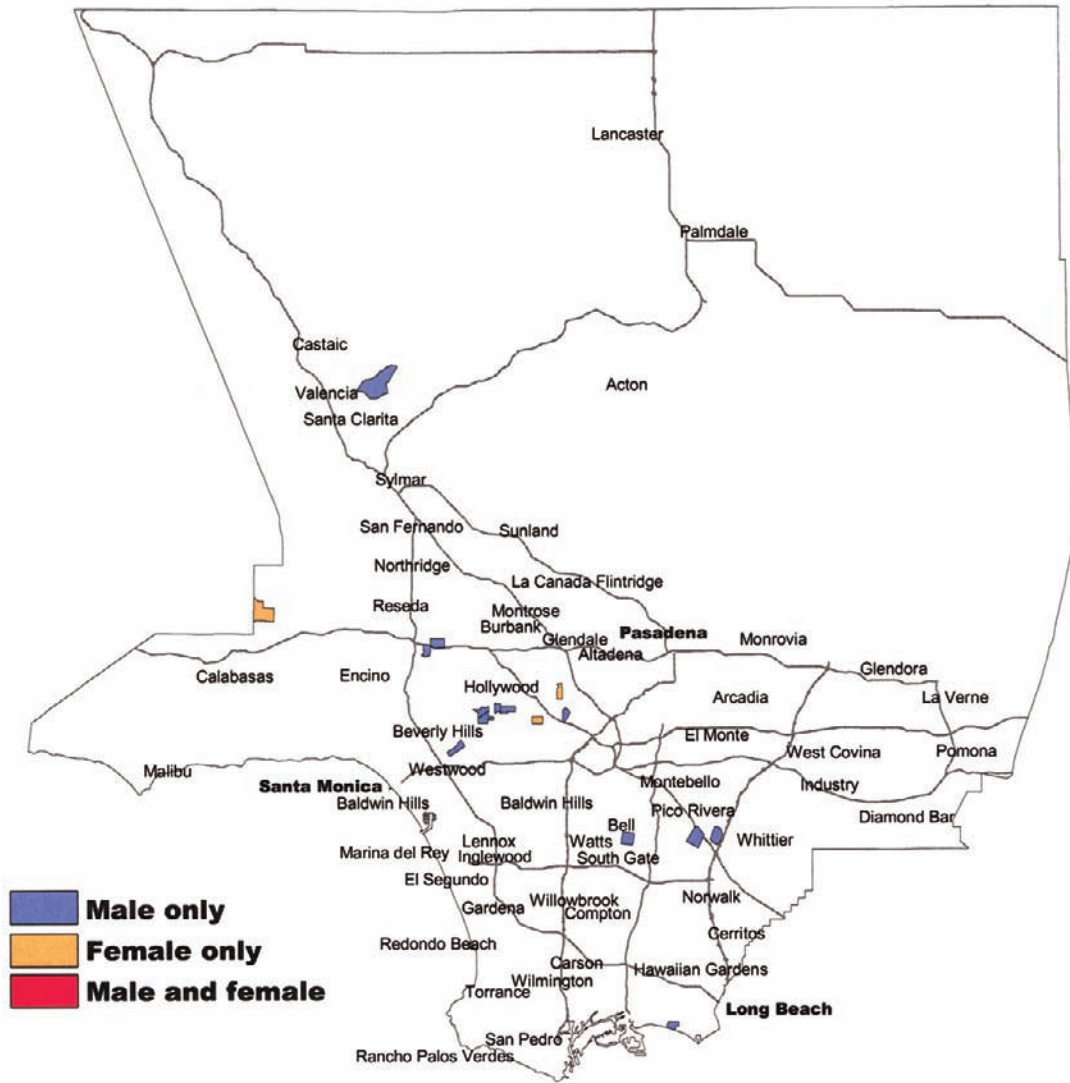 Lancaster
Palmdale
Castaic
Acton
Valencia
Santa Clarita
Sylmar
San Fernando
Sunland
Northridge
La Canada Flintridge
Reseda
Montrose
Burbank
Pasadena
Glendale
Monrovia
Altadena
Glendora
Calabasas
Encino
Hollywood
Arcadia
La Verne
Beverly Hills
El Monte
West Covina
Pomona
Malibu
Westwood
Santa Monica
Montebello
Industry
Baldwin Hills
Baldwin Hills
Pico Rivera
Diamond Bar
Bell
Lennox
Watts
Whittier
Marina del Rey
Inglewood
South Gate
El Segundo
Male only
Gardena
Willowbrook
Norwalk
Compton
Female only
Redondo Beach
Cerritos
Carson
Hawaiian Gardens
Male and female
Torrance
Wilmington
Long Beach
San Pedro
Rancho Palos Verdes